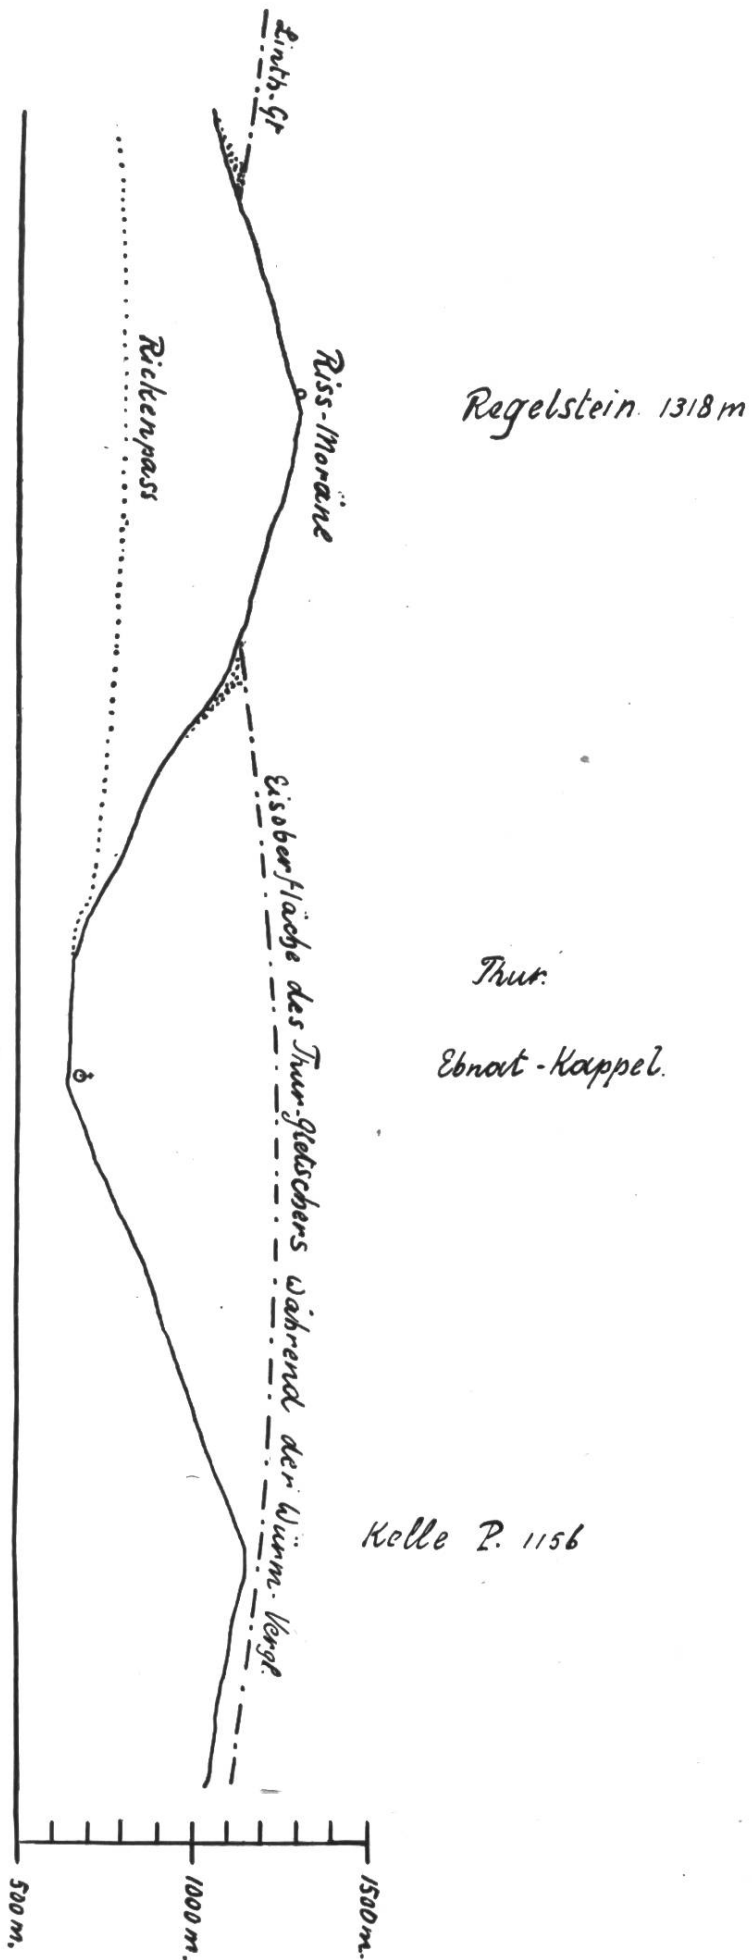 Linth-Gl
Regelstein 1318 m
Riss-Moräne
Rickenpass
Thur.
Ebnat-Kappel.
Eisoberfläche des Thur-Gletschers während der Würm-Vergl.
Kelle P. 1156
500 m.
1000 m.
1500 m.